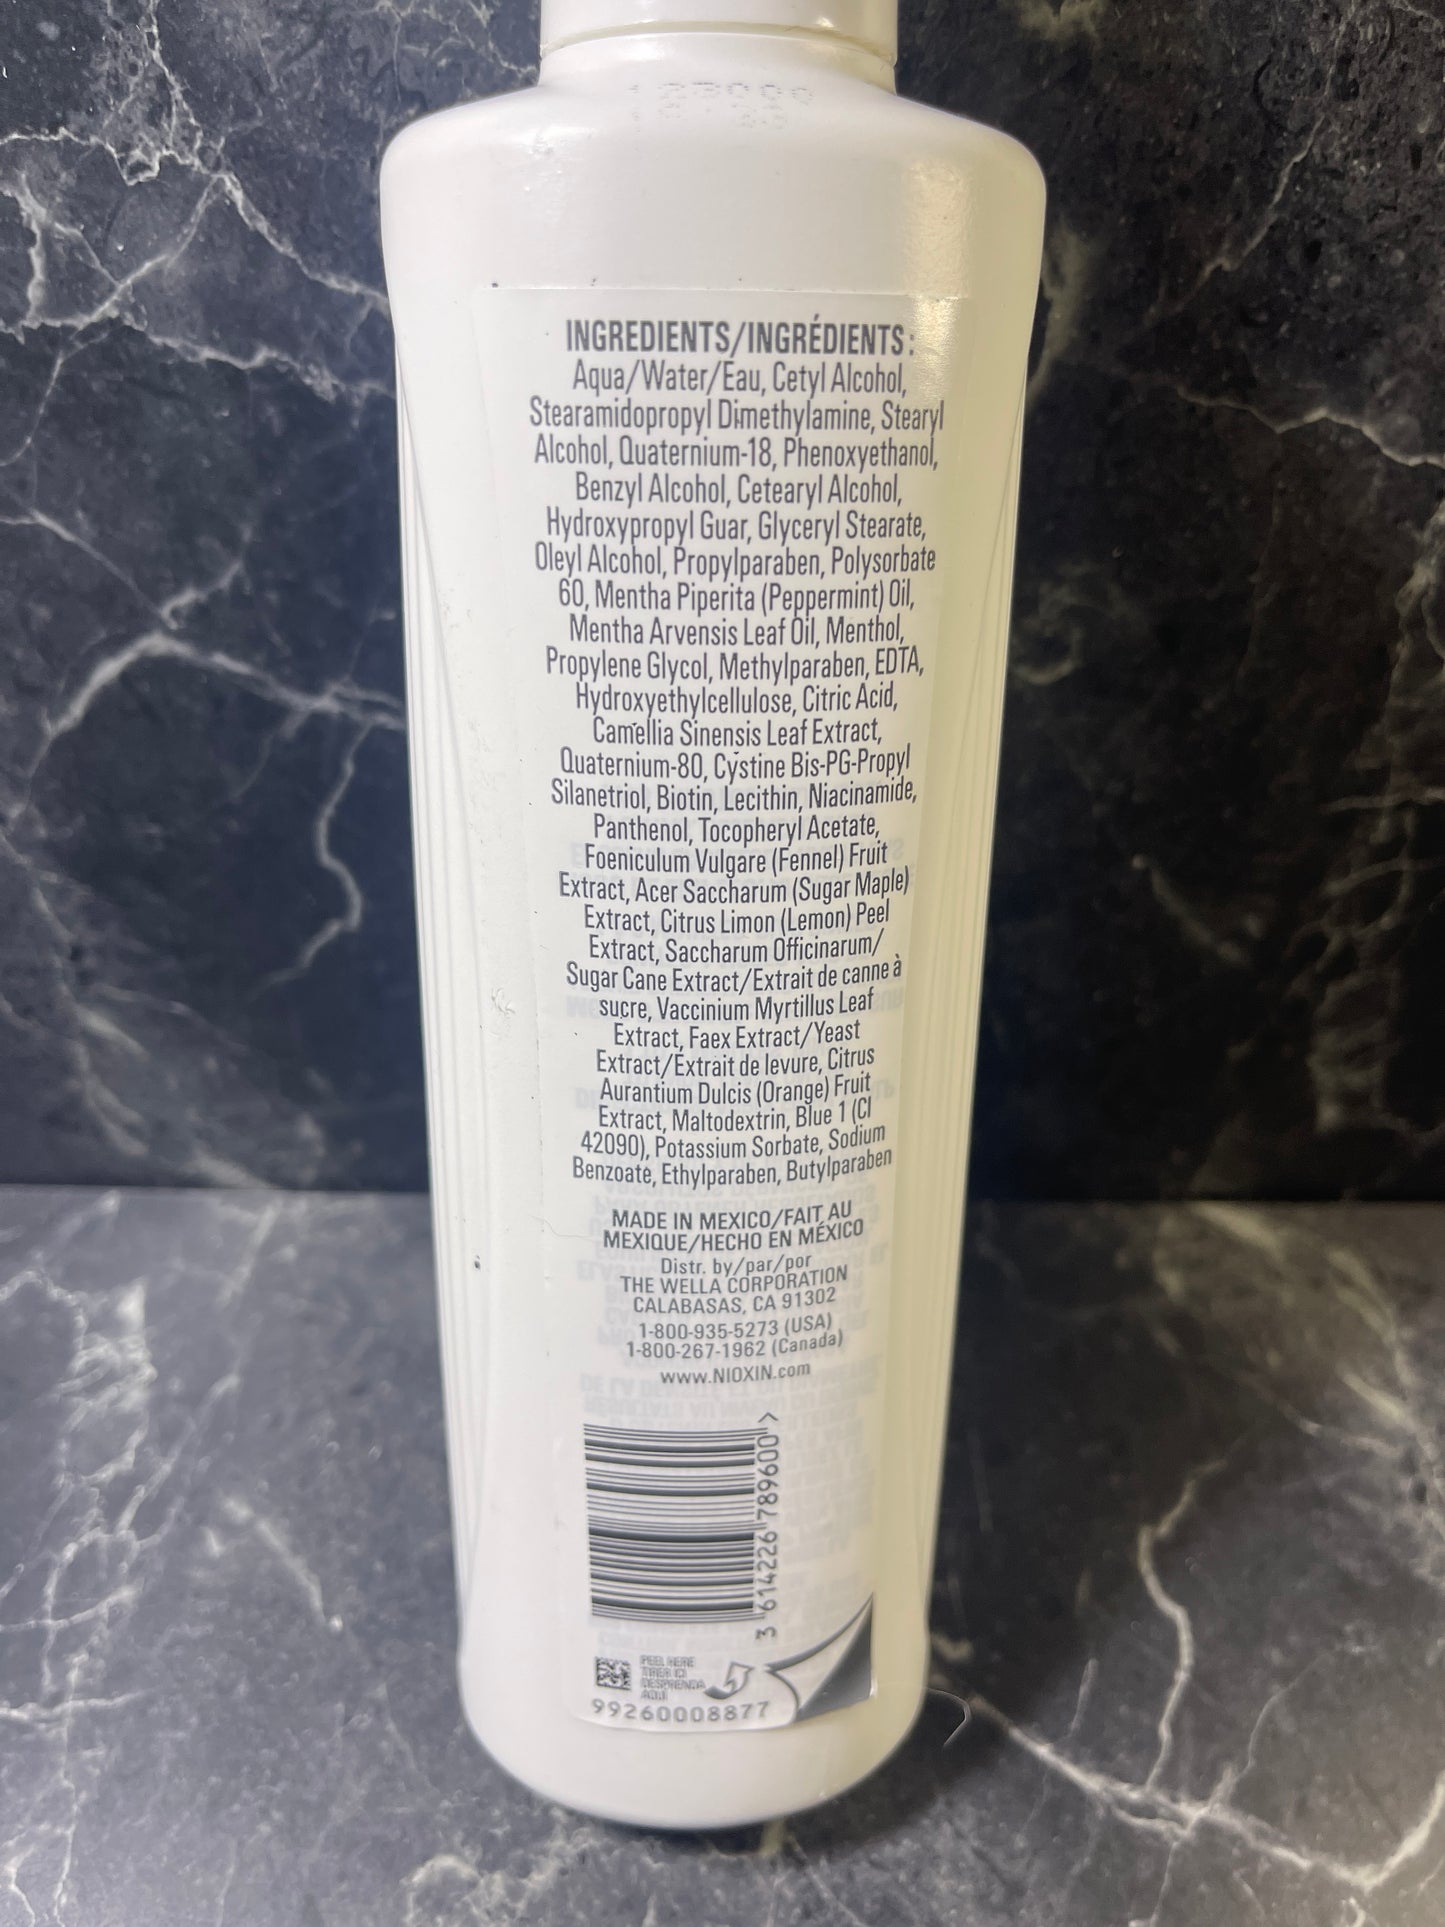 INGREDIENTS/INGRÉDIENTS:
Aqua/Water/Eau, Cetyl Alcohol,
Stearamidopropyl Dimethylamine, Stearyl
Alcohol, Quaternium-18, Phenoxyethanol,
Benzyl Alcohol, Cetearyl Alcohol,
Hydroxypropyl Guar, Glyceryl Stearate,
Oleyl Alcohol, Propylparaben, Polysorbate
60, Mentha Piperita (Peppermint) Oil,
Mentha Arvensis Leaf Oil, Menthol,
Propylene Glycol, Methylparaben, EDTA,
Hydroxyethylcellulose, Citric Acid,
Camellia Sinensis Leaf Extract,
Quaternium-80, Cystine Bis-PG-Propyl
Silanetriol, Biotin, Lecithin, Niacinamide,
Panthenol, Tocopheryl Acetate,
Foeniculum Vulgare (Fennel) Fruit
Extract, Acer Saccharum (Sugar Maple)
Extract, Citrus Limon (Lemon) Peel
Extract, Saccharum Officinarum/
Sugar Cane Extract/Extrait de canne à
sucre, Vaccinium Myrtillus Leaf
Extract, Faex Extract/Yeast
Extract/Extrait de levure, Citrus
Aurantium Dulcis (Orange) Fruit
Extract, Maltodextrin, Blue 1 (CI
42090), Potassium Sorbate, Sodium
Benzoate, Ethylparaben, Butylparaben
MADE IN MEXICO/FAIT AU
MEXIQUE/HECHO EN MÉXICO
Distr. by/par/por
THE WELLA CORPORATION
CALABASAS, CA 91302
1-800-935-5273 (USA)
1-800-267-1962 (Canada)
www.NIOXIN.com
3 614226 789600 >
PEEL HERE
TIRER ICI
DESPRENDA
AQUÍ
99260008877